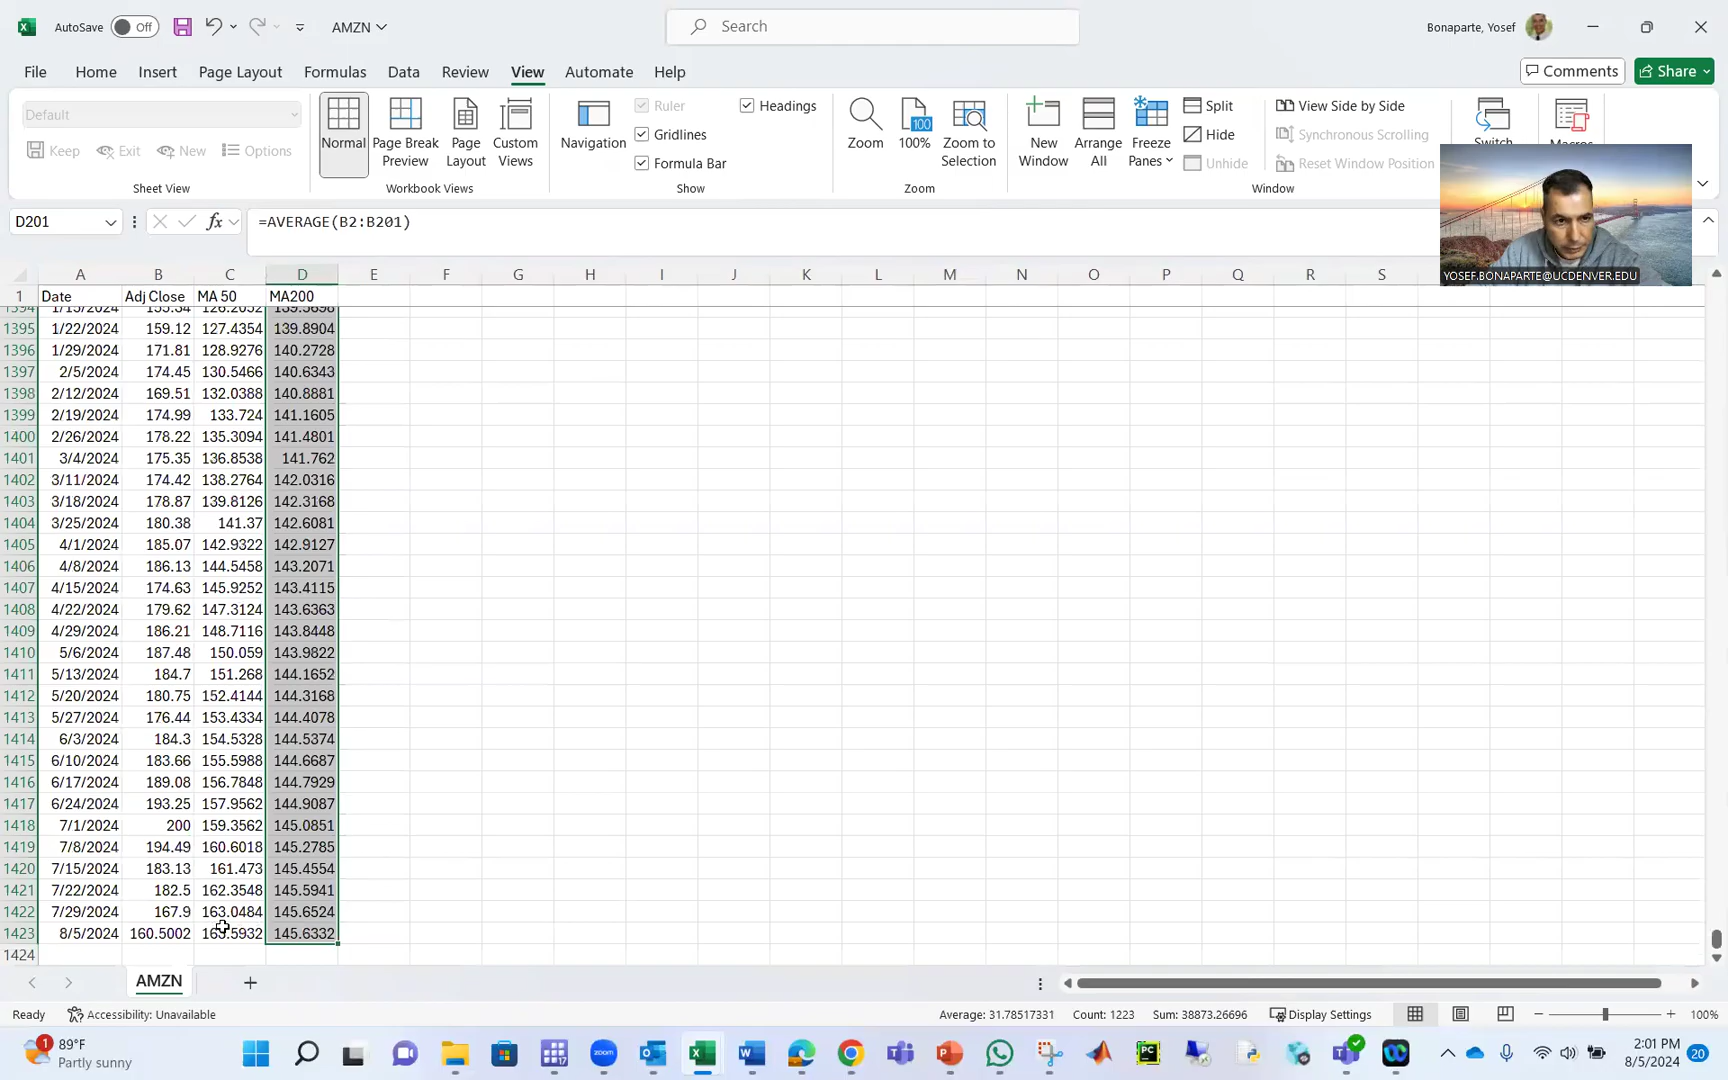 AutoSave Off AMZN Search Bonaparte, Yosef
File Home Insert Page Layout Formulas Data Review View Automate Help Comments Share
Default
Keep Exit New Options
Sheet View
Normal Page Break Preview Page Layout Custom Views
Workbook Views
Navigation Ruler Gridlines Formula Bar Headings
Show
Zoom 100% Zoom to Selection
Zoom
New Window Arrange All Freeze Panes Split Hide Unhide
View Side by Side
Synchronous Scrolling
Reset Window Position
Window
YOSEF.BONAPARTE@UCDENVER.EDU
D201 fx =AVERAGE(B2:B201)
A B C D E F G H I J K L M N O P Q R S
1 Date Adj Close MA 50 MA200
1395 1/22/2024 159.12 127.4354 139.8904
1396 1/29/2024 171.81 128.9276 140.2728
1397 2/5/2024 174.45 130.5466 140.6343
1398 2/12/2024 169.51 132.0388 140.8881
1399 2/19/2024 174.99 133.724 141.1605
1400 2/26/2024 178.22 135.3094 141.4801
1401 3/4/2024 175.35 136.8538 141.762
1402 3/11/2024 174.42 138.2764 142.0316
1403 3/18/2024 178.87 139.8126 142.3168
1404 3/25/2024 180.38 141.37 142.6081
1405 4/1/2024 185.07 142.9322 142.9127
1406 4/8/2024 186.13 144.5458 143.2071
1407 4/15/2024 174.63 145.9252 143.4115
1408 4/22/2024 179.62 147.3124 143.6363
1409 4/29/2024 186.21 148.7116 143.8448
1410 5/6/2024 187.48 150.059 143.9822
1411 5/13/2024 184.7 151.268 144.1652
1412 5/20/2024 180.75 152.4144 144.3168
1413 5/27/2024 176.44 153.4334 144.4078
1414 6/3/2024 184.3 154.5328 144.5374
1415 6/10/2024 183.66 155.5988 144.6687
1416 6/17/2024 189.08 156.7848 144.7929
1417 6/24/2024 193.25 157.9562 144.9087
1418 7/1/2024 200 159.3562 145.0851
1419 7/8/2024 194.49 160.6018 145.2785
1420 7/15/2024 183.13 161.473 145.4554
1421 7/22/2024 182.5 162.3548 145.5941
1422 7/29/2024 167.9 163.0484 145.6524
1423 8/5/2024 160.5002 163.5932 145.6332
1424
AMZN
Ready Accessibility: Unavailable Average: 31.78517331 Count: 1223 Sum: 38873.26696 Display Settings 100%
89°F
Partly sunny
2:01 PM
8/5/2024 20